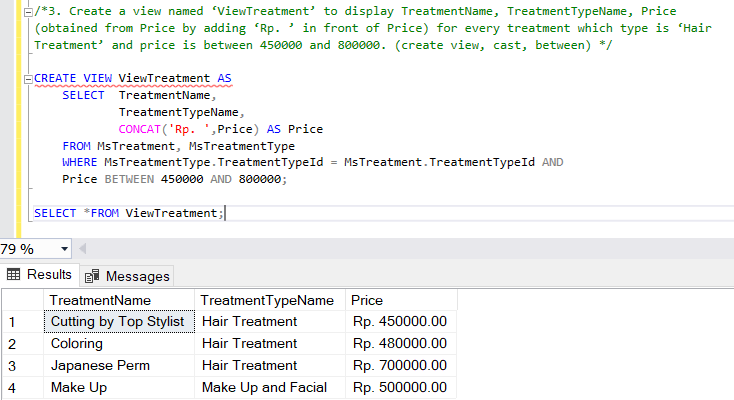 /*3. Create a view named ‘ViewTreatment’ to display TreatmentName, TreatmentTypeName, Price
(obtained from Price by adding ‘Rp. ’ in front of Price) for every treatment which type is ‘Hair
Treatment’ and price is between 450000 and 800000. (create view, cast, between) */
CREATE VIEW ViewTreatment AS
SELECT TreatmentName,
TreatmentTypeName,
CONCAT('Rp. ',Price) AS Price
FROM MsTreatment, MsTreatmentType
WHERE MsTreatmentType.TreatmentTypeId = MsTreatment.TreatmentTypeId AND
Price BETWEEN 450000 AND 800000;
SELECT *FROM ViewTreatment;
79 %
Results Messages
TreatmentName TreatmentTypeName Price
1 Cutting by Top Stylist Hair Treatment Rp. 450000.00
2 Coloring Hair Treatment Rp. 480000.00
3 Japanese Perm Hair Treatment Rp. 700000.00
4 Make Up Make Up and Facial Rp. 500000.00